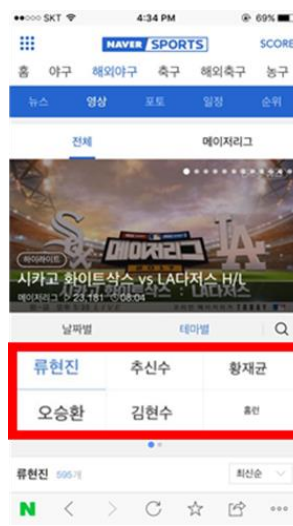 SKT 4:34 PM 69%
NAVER SPORTS SCORE
홈 야구 해외야구 축구 해외축구 농구
뉴스 영상 포토 일정 순위
전체 메이저리그
메이저리그
하이라이트
시카고 화이트삭스 vs LA다저스 H/L
메이저리그 23,181 08:04
날짜별 테마별
류현진 추신수 황재균
오승환 김현수 홈런
류현진 595개 최신순
N